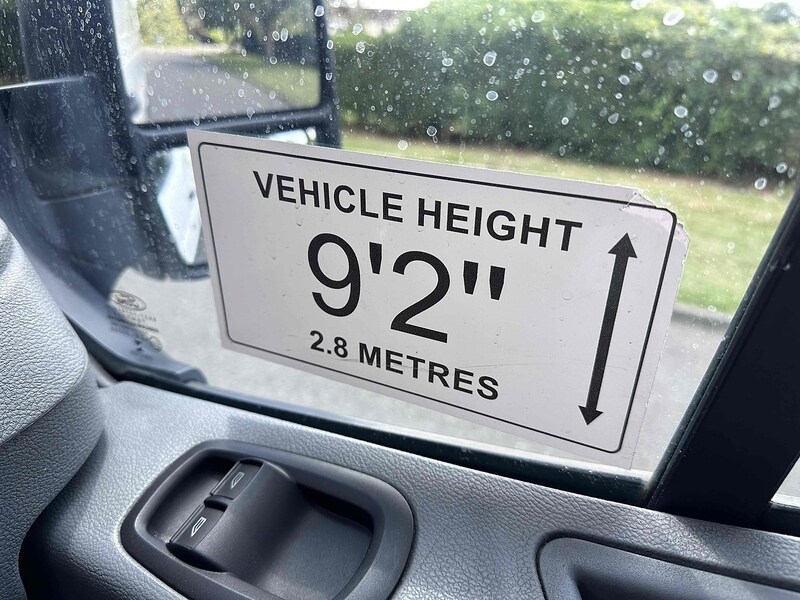 VEHICLE HEIGHT
9'2"
2.8 METRES